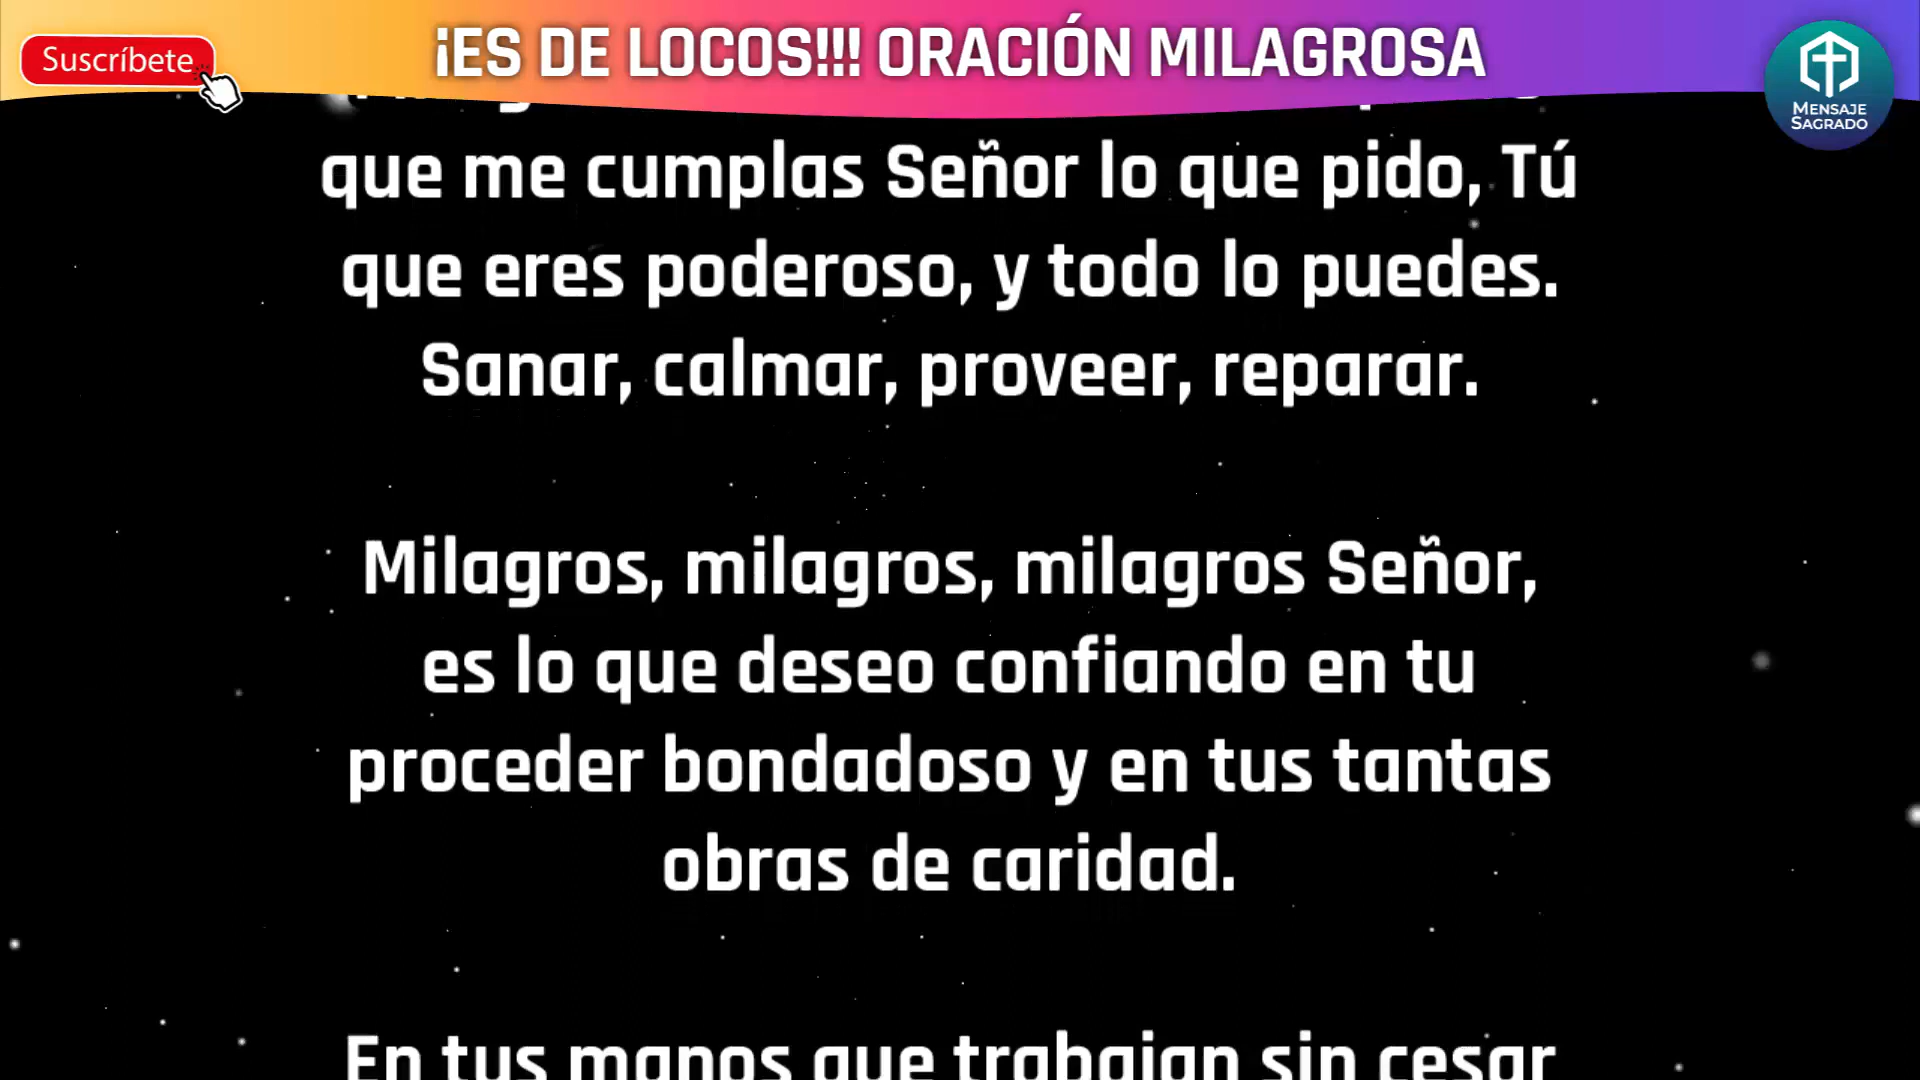 Suscríbete
¡ES DE LOCOS!!! ORACIÓN MILAGROSA
MENSAJE
SAGRADO
que me cumplas Señor lo que pido, Tú
que eres poderoso, y todo lo puedes.
Sanar, calmar, proveer, reparar.
Milagros, milagros, milagros Señor,
es lo que deseo confiando en tu
proceder bondadoso y en tus tantas
obras de caridad.
En tus manos que trabajan sin cesar